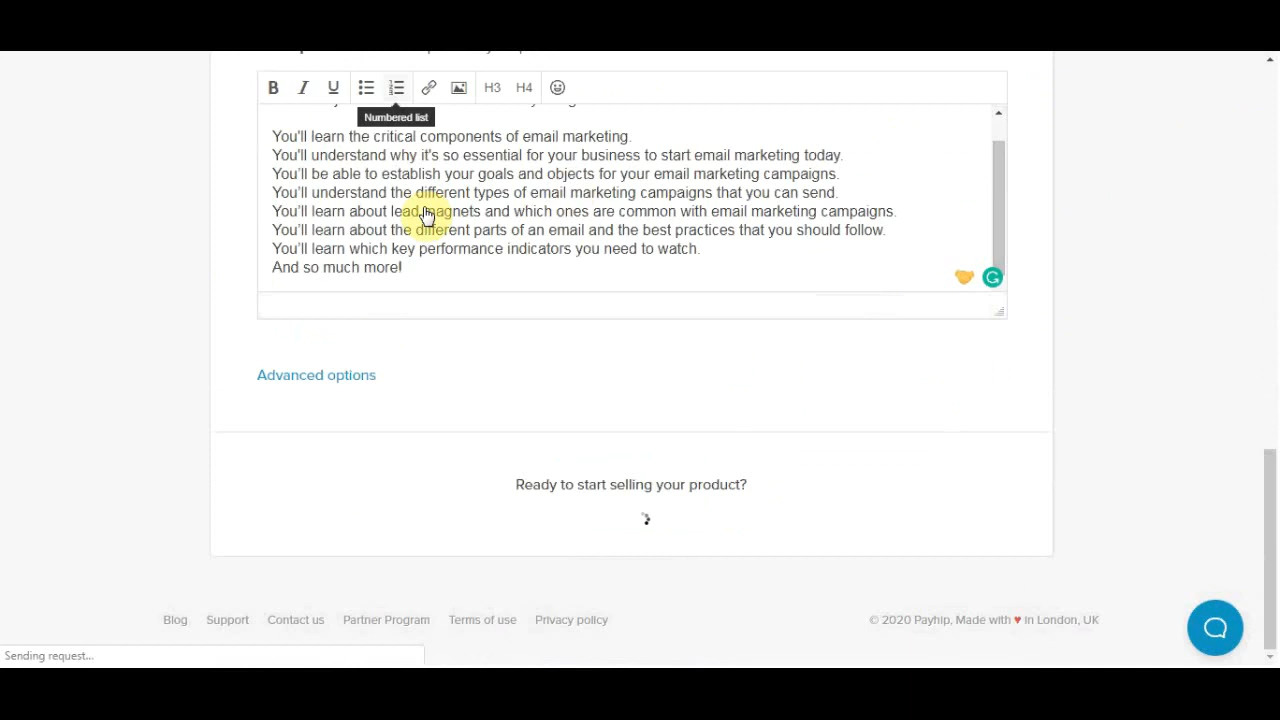 B I U H3 H4
Numbered list
You'll learn the critical components of email marketing.
You'll understand why it's so essential for your business to start email marketing today.
You'll be able to establish your goals and objects for your email marketing campaigns.
You'll understand the different types of email marketing campaigns that you can send.
You'll learn about lead magnets and which ones are common with email marketing campaigns.
You'll learn about the different parts of an email and the best practices that you should follow.
You'll learn which key performance indicators you need to watch.
And so much more!
Advanced options
Ready to start selling your product?
Blog Support Contact us Partner Program Terms of use Privacy policy © 2020 Payhip, Made with ♥ in London, UK
Sending request...